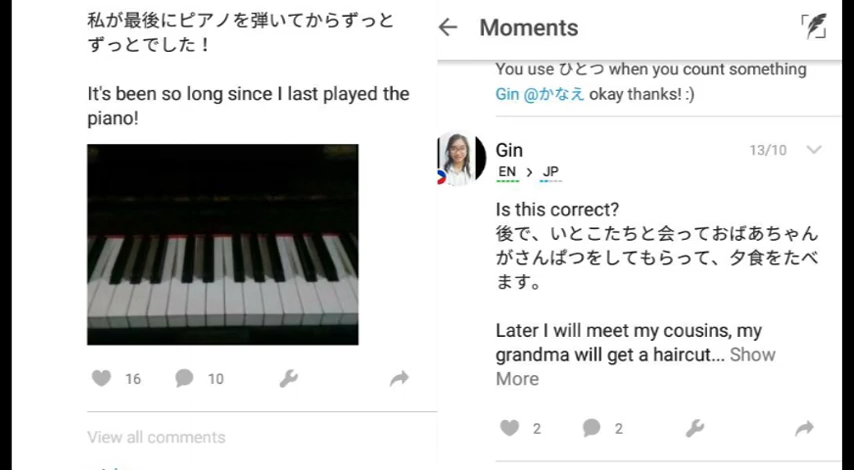 私が最後にピアノを弾いてからずっと
ずっとでした！
It's been so long since I last played the
piano!
16 10
View all comments
Moments
You use ひとつ when you count something
Gin @かなえ okay thanks! :)
Gin 13/10
EN > JP
Is this correct?
後で、いとこたちと会っておばあちゃん
がさんぱつをしてもらって、夕食をたべ
ます。
Later I will meet my cousins, my
grandma will get a haircut... Show
More
2 2